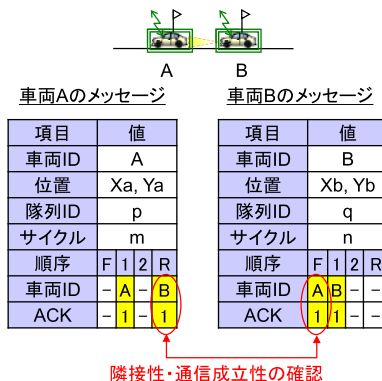 A B
車両Aのメッセージ 車両Bのメッセージ
項目 値 項目 値
車両ID A 車両ID B
位置 Xa, Ya 位置 Xb, Yb
隊列ID p 隊列ID q
サイクル m サイクル n
順序 F 1 2 R 順序 F 1 2 R
車両ID − A − B 車両ID A B − −
ACK − 1 − 1 ACK 1 1 − −
隣接性・通信成立性の確認